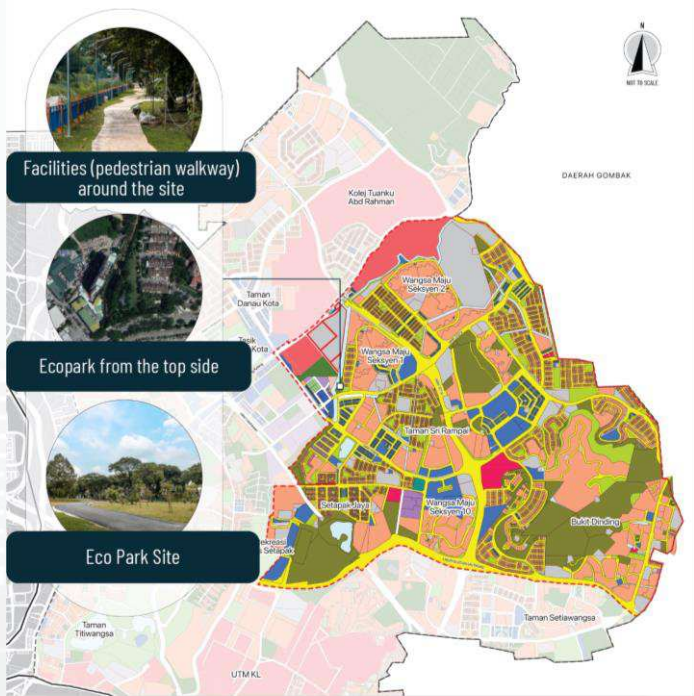 N
NOT TO SCALE
Facilities (pedestrian walkway)
around the site
DAERAH GOMBAK
Kolej Tuanku
Abd Rahman
Wangsa Maju
Seksyen 2
Taman
Danau Kota
Kota
Wangsa Maju
Seksyen 1
Ecopark from the top side
Taman Sri Rampai
Setapak Jaya
Wangsa Maju
Seksyen 10
Bukit Dinding
Setapak
Eco Park Site
Taman Setiawangsa
Taman
Titiwangsa
UTM KL